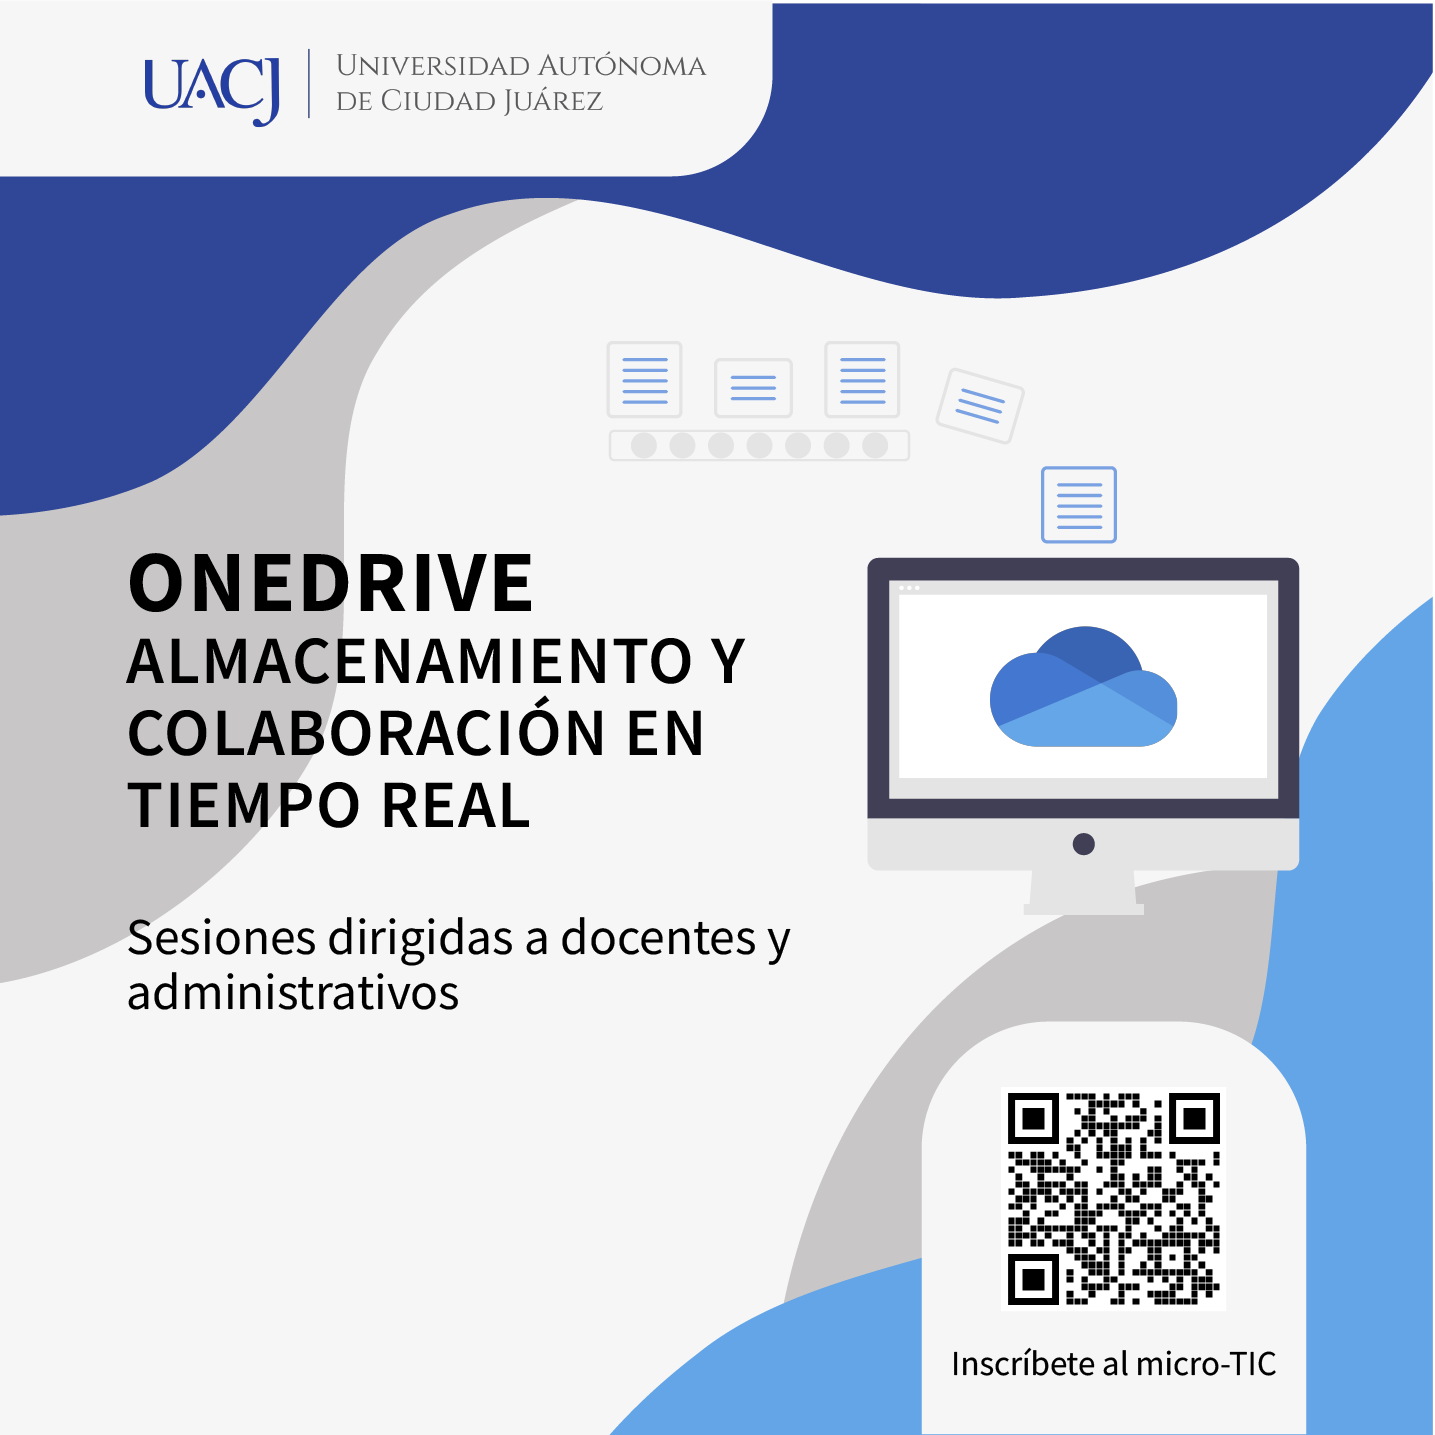 UACJ
UNIVERSIDAD AUTÓNOMA
DE CIUDAD JUÁREZ
ONEDRIVE
ALMACENAMIENTO Y
COLABORACIÓN EN
TIEMPO REAL
Sesiones dirigidas a docentes y
administrativos
Inscríbete al micro-TIC